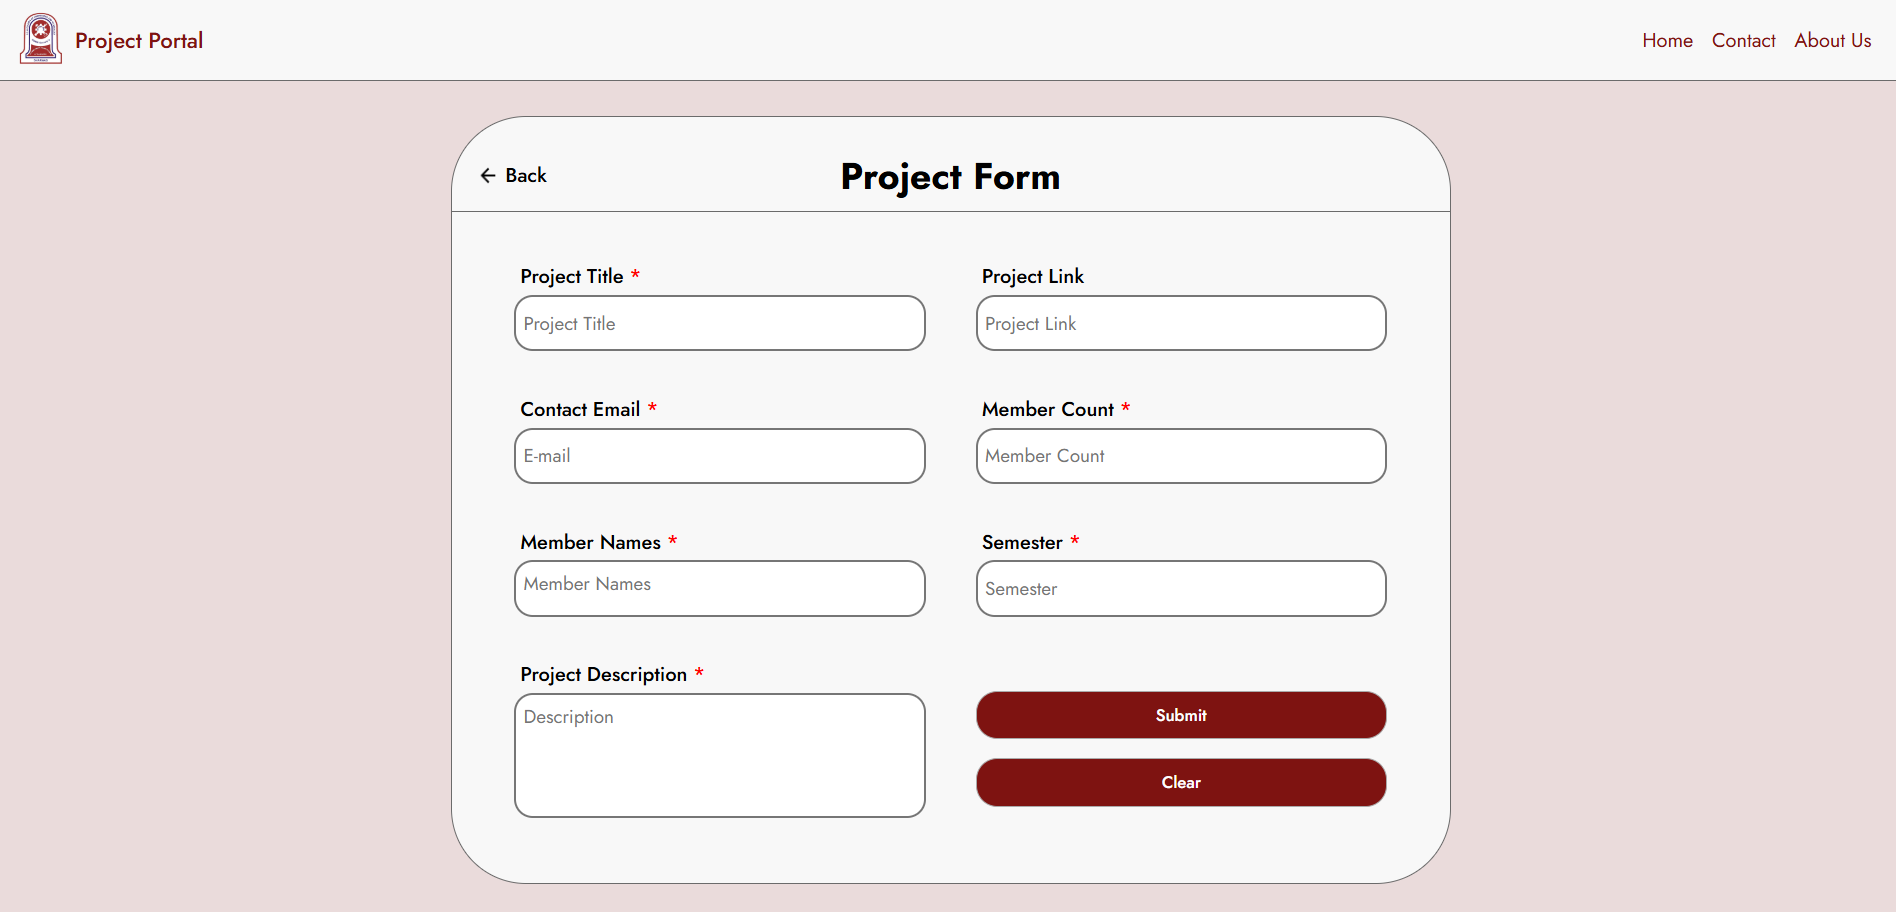 Project Portal
Home Contact About Us
← Back
Project Form
Project Title *
Project Title
Project Link
Project Link
Contact Email *
E-mail
Member Count *
Member Count
Member Names *
Member Names
Semester *
Semester
Project Description *
Description
Submit
Clear